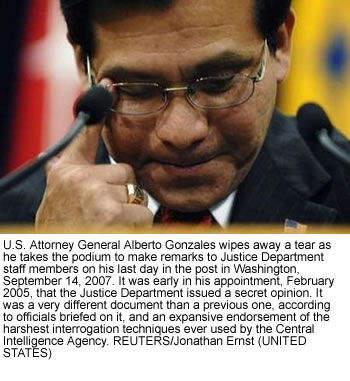 U.S. Attorney General Alberto Gonzales wipes away a tear as
he takes the podium to make remarks to Justice Department
staff members on his last day in the post in Washington,
September 14, 2007. It was early in his appointment, February
2005, that the Justice Department issued a secret opinion. It
was a very different document than a previous one, according
to officials briefed on it, and an expansive endorsement of the
harshest interrogation techniques ever used by the Central
Intelligence Agency. REUTERS/Jonathan Ernst (UNITED
STATES)